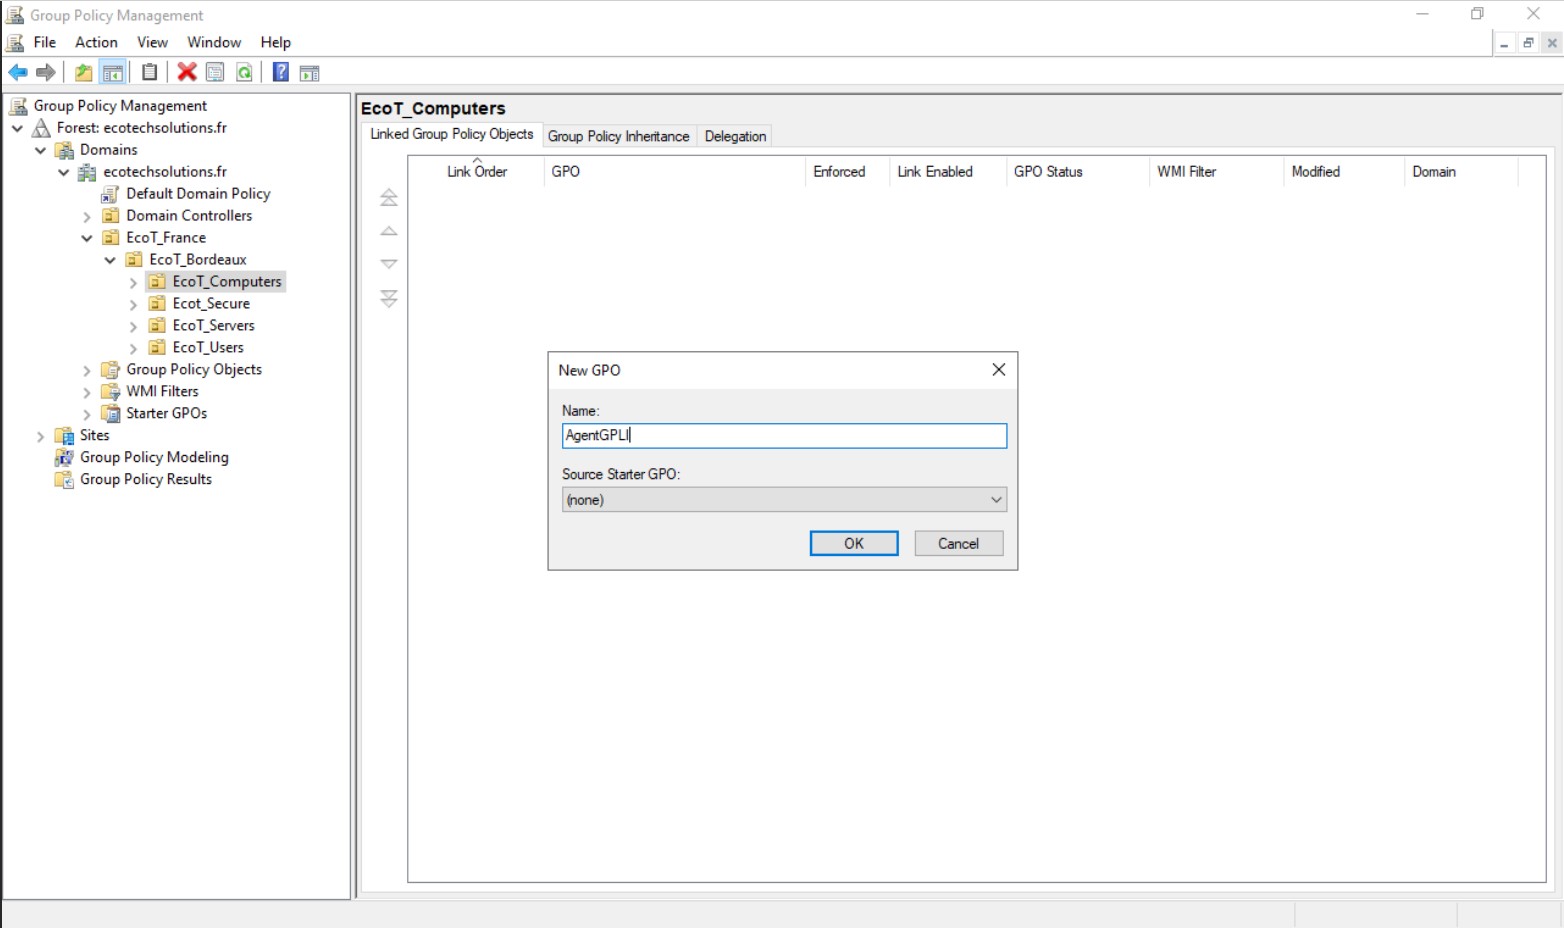 Group Policy Management
File Action View Window Help
Group Policy Management
Forest: ecotechsolutions.fr
Domains
ecotechsolutions.fr
Default Domain Policy
Domain Controllers
EcoT_France
EcoT_Bordeaux
EcoT_Computers
Ecot_Secure
EcoT_Servers
EcoT_Users
Group Policy Objects
WMI Filters
Starter GPOs
Sites
Group Policy Modeling
Group Policy Results
EcoT_Computers
Linked Group Policy Objects Group Policy Inheritance Delegation
Link Order GPO Enforced Link Enabled GPO Status WMI Filter Modified Domain
New GPO
Name:
AgentGPLI
Source Starter GPO:
(none)
OK Cancel